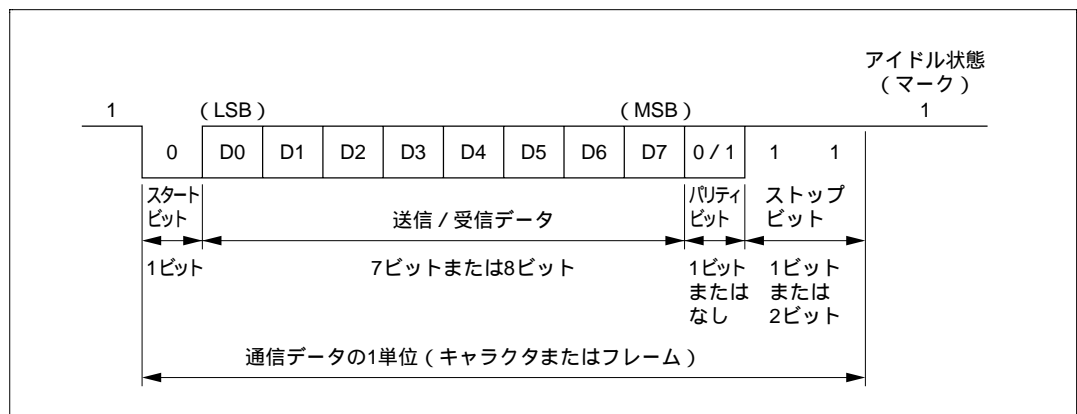 アイドル状態
(マーク)
1 (LSB) (MSB) 1
0 D0 D1 D2 D3 D4 D5 D6 D7 0/1 1 1
スタート
ビット
送信/受信データ
パリティ
ビット
ストップ
ビット
1ビット
7ビットまたは8ビット
1ビット
または
なし
1ビット
または
2ビット
通信データの1単位(キャラクタまたはフレーム)